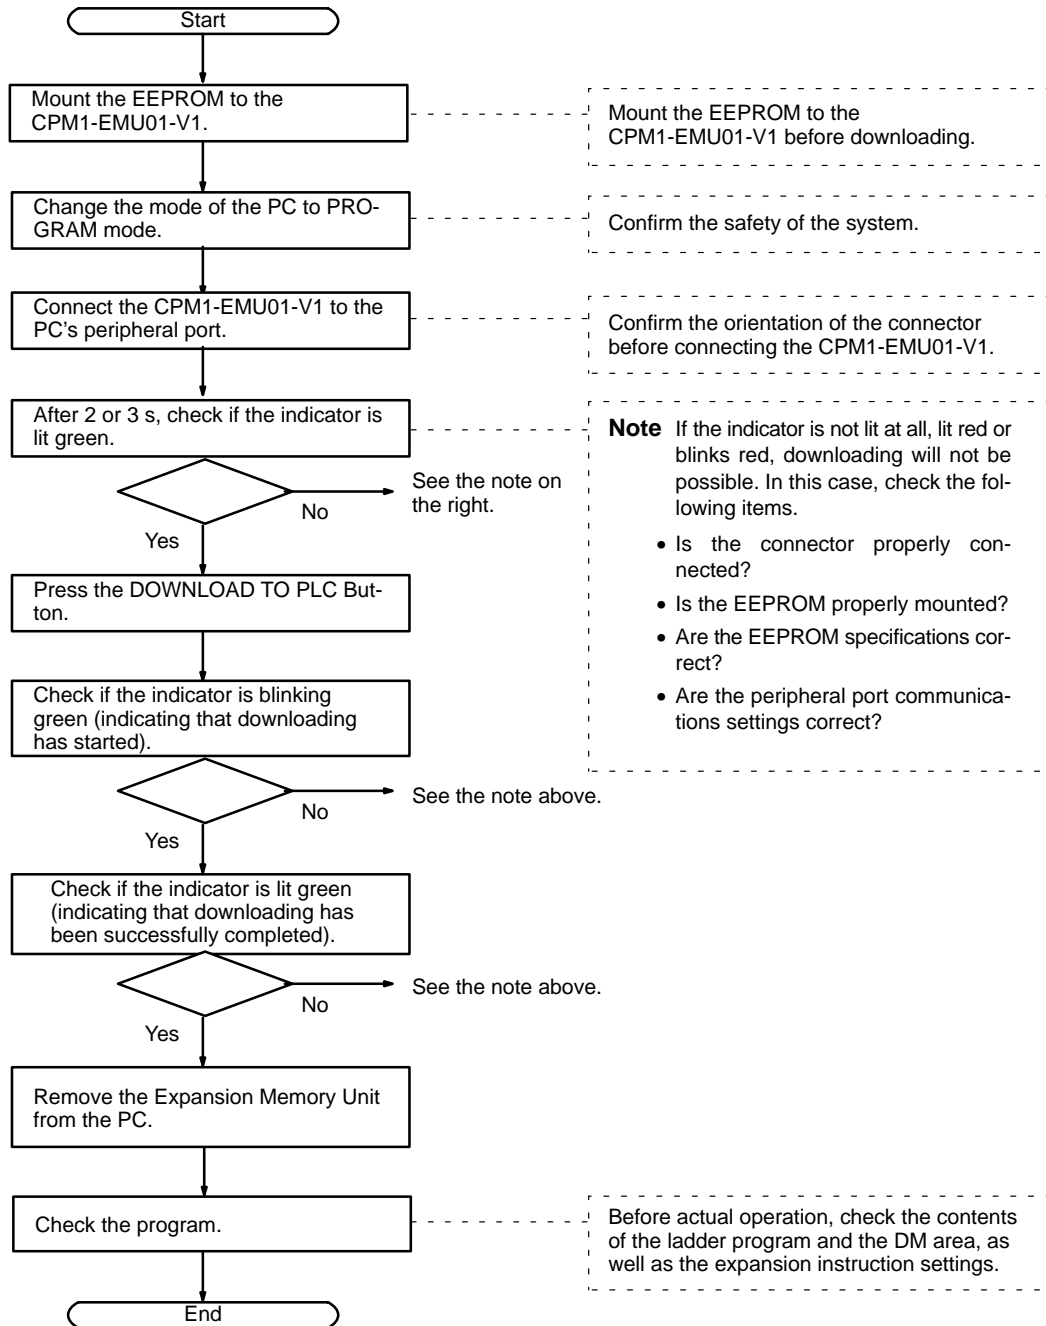 Start
Mount the EEPROM to the
CPM1-EMU01-V1.
Mount the EEPROM to the
CPM1-EMU01-V1 before downloading.
Change the mode of the PC to PRO-
GRAM mode.
Confirm the safety of the system.
Connect the CPM1-EMU01-V1 to the
PC's peripheral port.
Confirm the orientation of the connector
before connecting the CPM1-EMU01-V1.
After 2 or 3 s, check if the indicator is
lit green.
Note If the indicator is not lit at all, lit red or
blinks red, downloading will not be
possible. In this case, check the fol-
lowing items.
• Is the connector properly con-
nected?
• Is the EEPROM properly mounted?
• Are the EEPROM specifications cor-
rect?
• Are the peripheral port communica-
tions settings correct?
No
See the note on
the right.
Yes
Press the DOWNLOAD TO PLC But-
ton.
Check if the indicator is blinking
green (indicating that downloading
has started).
No
See the note above.
Yes
Check if the indicator is lit green
(indicating that downloading has
been successfully completed).
No
See the note above.
Yes
Remove the Expansion Memory Unit
from the PC.
Check the program.
Before actual operation, check the contents
of the ladder program and the DM area, as
well as the expansion instruction settings.
End